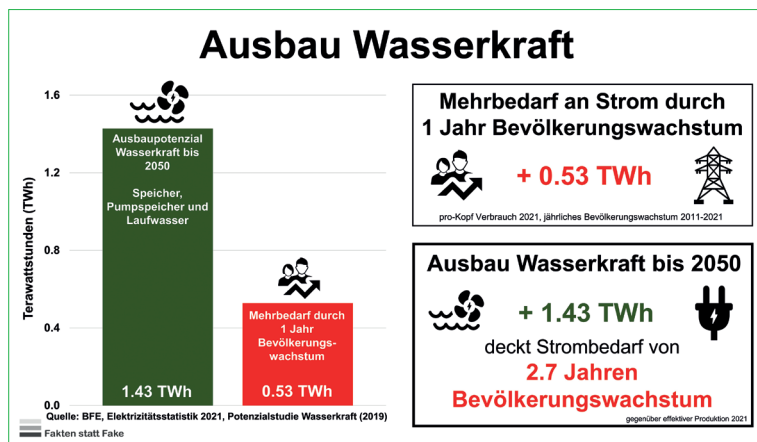 Ausbau Wasserkraft
Terawattstunden (TWh)
1.6
1.2
0.8
0.4
0.0
Ausbaupotenzial
Wasserkraft bis
2050
Speicher,
Pumpspeicher und
Laufwasser
1.43 TWh
Mehrbedarf durch
1 Jahr
Bevölkerungs-
wachstum
0.53 TWh
Quelle: BFE, Elektrizitätsstatistik 2021, Potenzialstudie Wasserkraft (2019)
Fakten statt Fake
Mehrbedarf an Strom durch
1 Jahr Bevölkerungswachstum
+ 0.53 TWh
pro-Kopf Verbrauch 2021, jährliches Bevölkerungswachstum 2011-2021
Ausbau Wasserkraft bis 2050
+ 1.43 TWh
deckt Strombedarf von
2.7 Jahren
Bevölkerungswachstum
gegenüber effektiver Produktion 2021